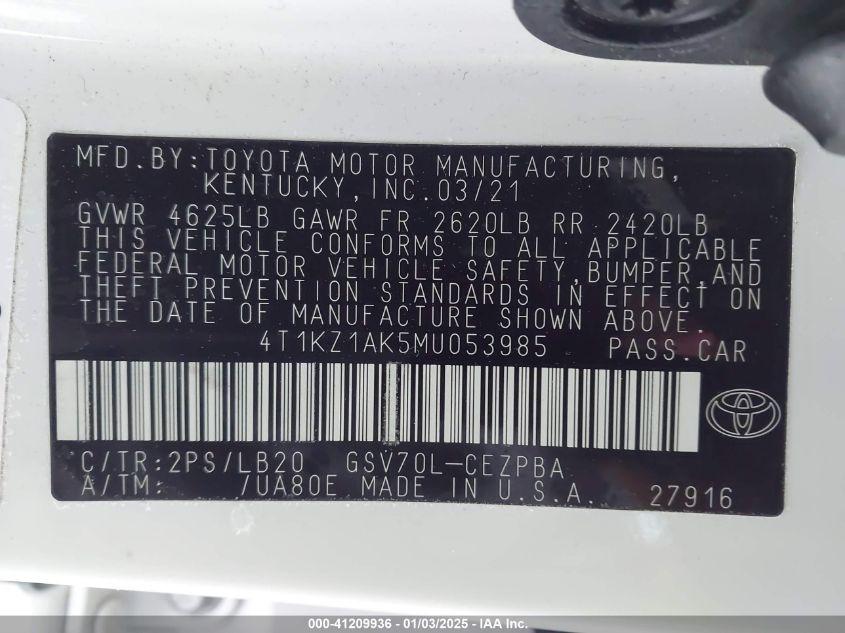 MFD.BY:TOYOTA MOTOR MANUFACTURING,
KENTUCKY,INC.03/21
GVWR 4625LB GAWR FR 2620LB RR 2420LB
THIS VEHICLE CONFORMS TO ALL APPLICABLE
FEDERAL MOTOR VEHICLE SAFETY,BUMPER,AND
THEFT PREVENTION STANDARDS IN EFFECT ON
THE DATE OF MANUFACTURE SHOWN ABOVE.
4T1KZ1AK5MU053985 PASS.CAR
C/TR:2PS/LB20 GSV70L-CEZPBA
A/TM: /UA80E MADE IN U.S.A. 27916
000-41209936 - 01/03/2025 - IAA Inc.